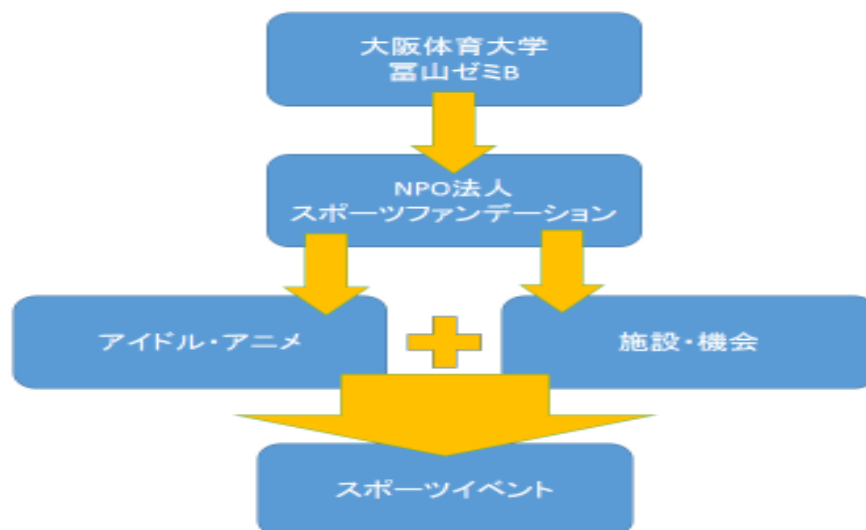 大阪体育大学
冨山ゼミB
NPO法人
スポーツファンデーション
アイドル・アニメ
施設・機会
スポーツイベント